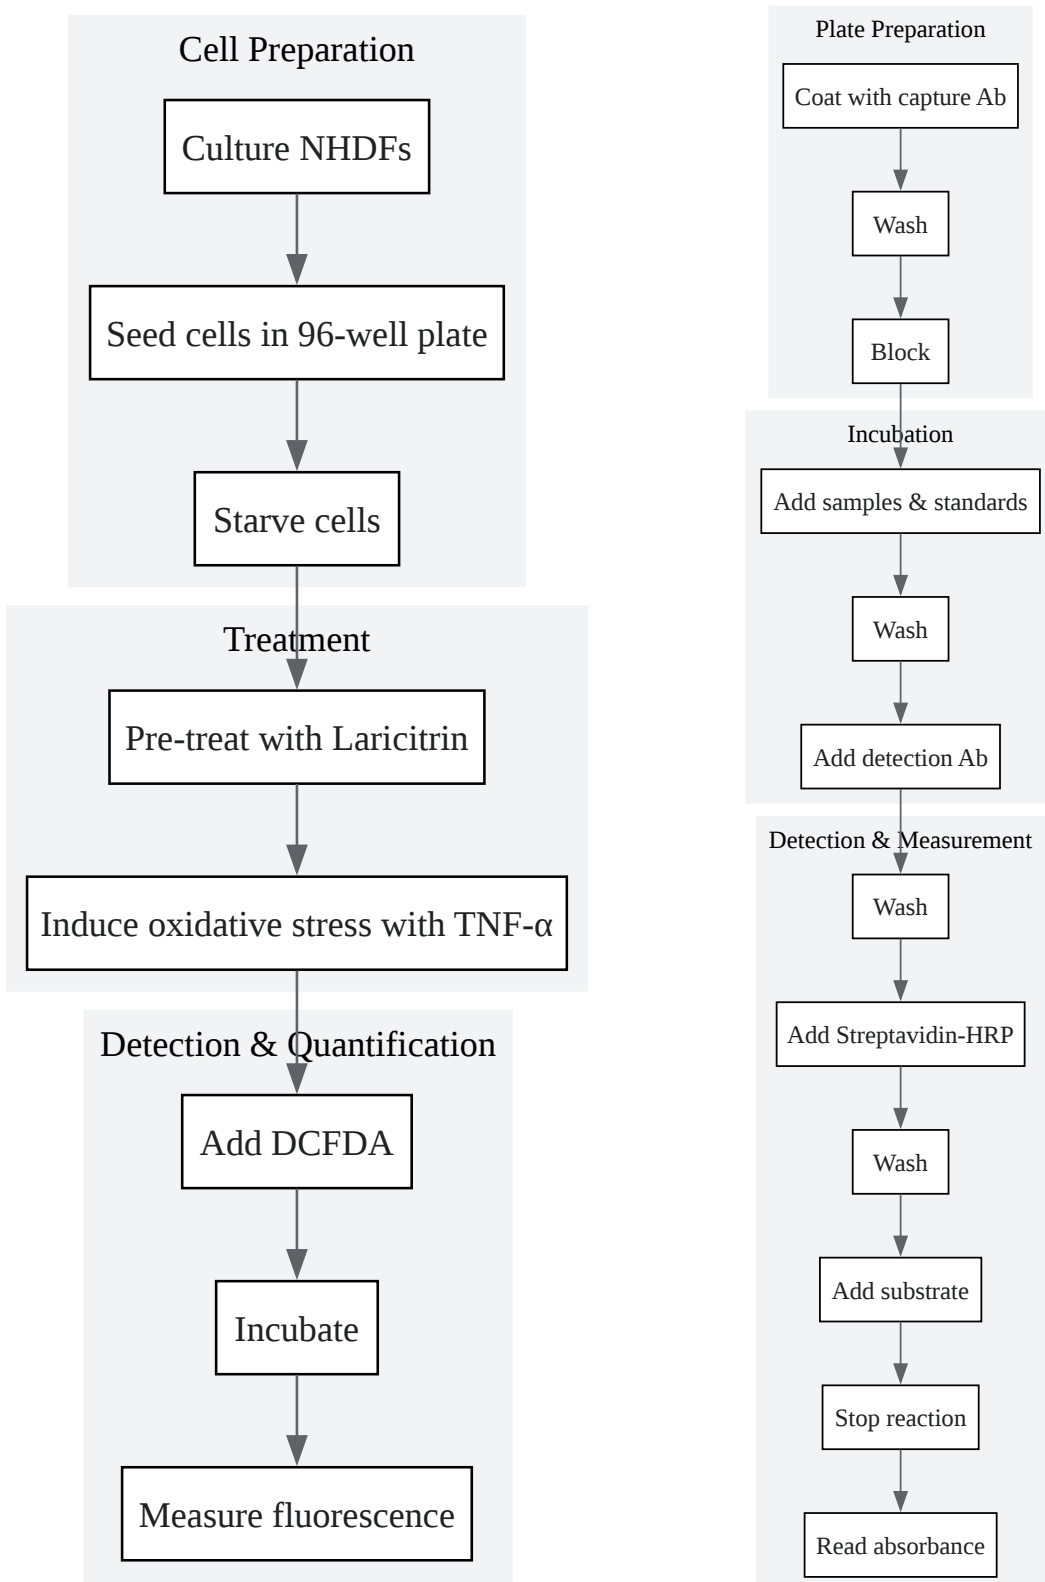 Cell Preparation
Culture NHDFs
Seed cells in 96-well plate
Starve cells
Treatment
Pre-treat with Laricitrin
Induce oxidative stress with TNF-α
Detection & Quantification
Add DCFDA
Incubate
Measure fluorescence
Plate Preparation
Coat with capture Ab
Wash
Block
Incubation
Add samples & standards
Wash
Add detection Ab
Detection & Measurement
Wash
Add Streptavidin-HRP
Wash
Add substrate
Stop reaction
Read absorbance